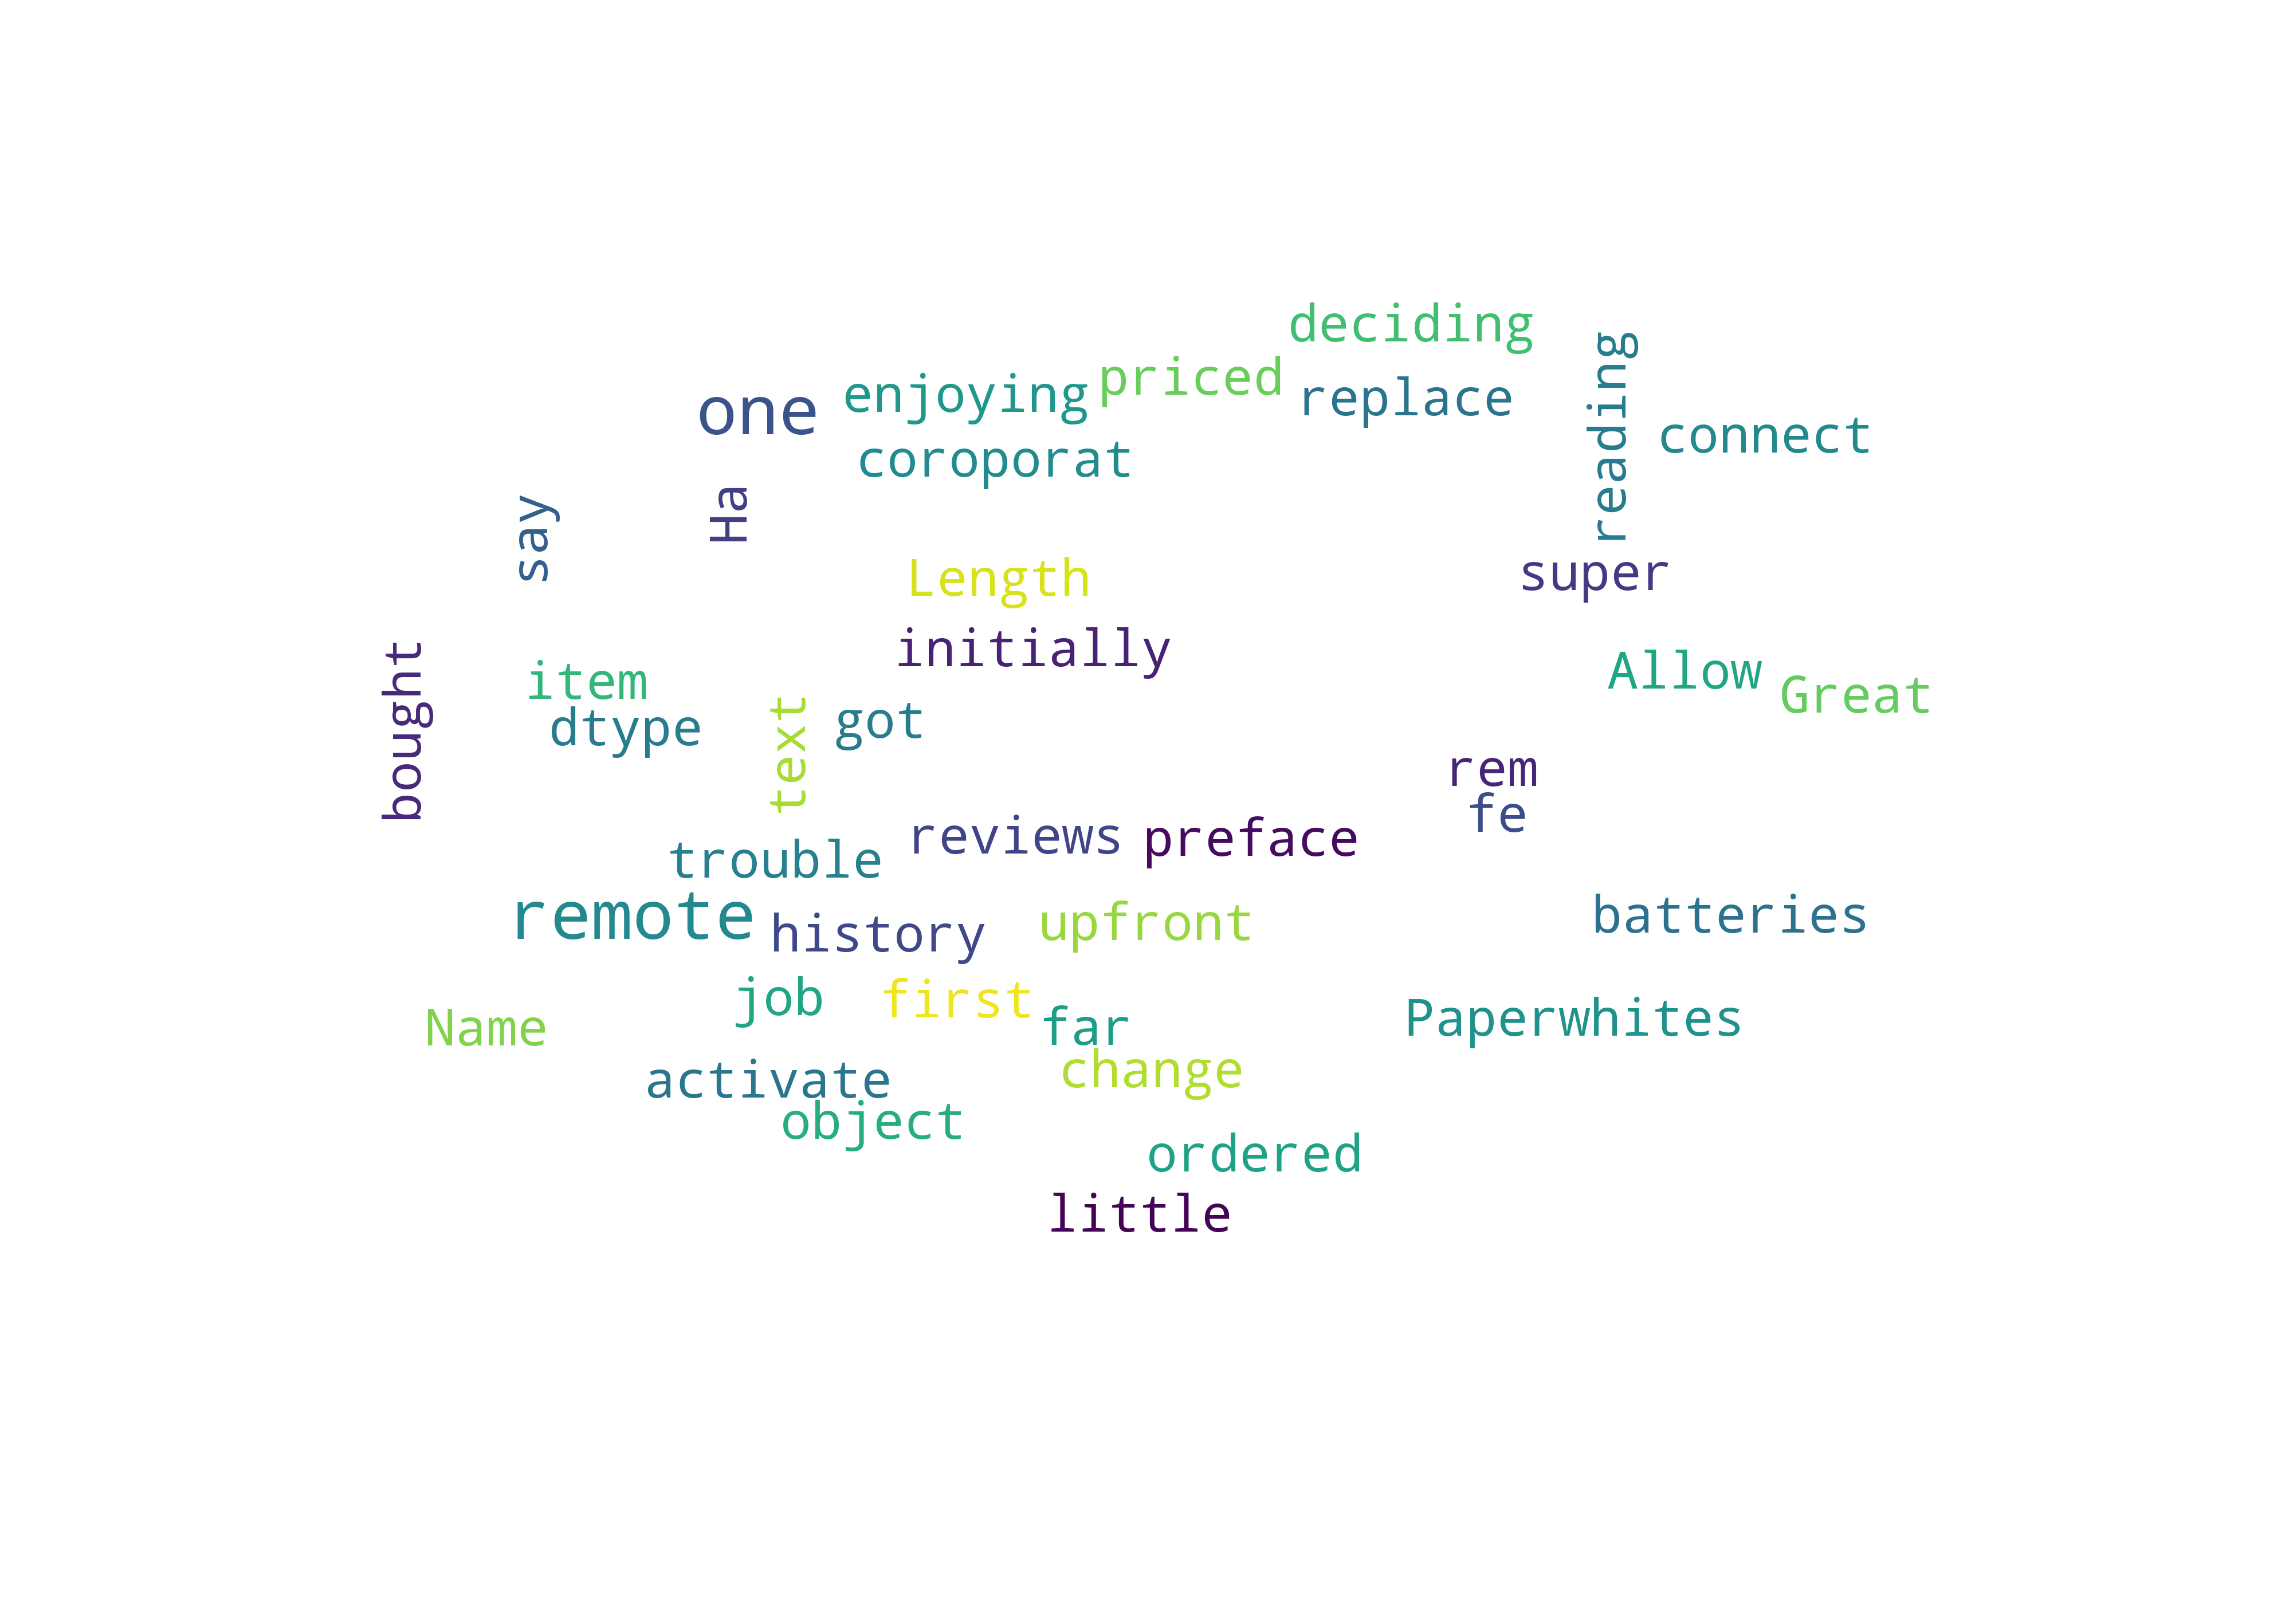 deciding
enjoying
priced
replace
one
reading
connect
coroporat
say
Ha
Length
super
initially
item
Allow
Great
bought
dtype
text
got
rem
fe
reviews
preface
trouble
remote
history
upfront
batteries
job
first
far
Paperwhites
Name
activate
change
object
ordered
little